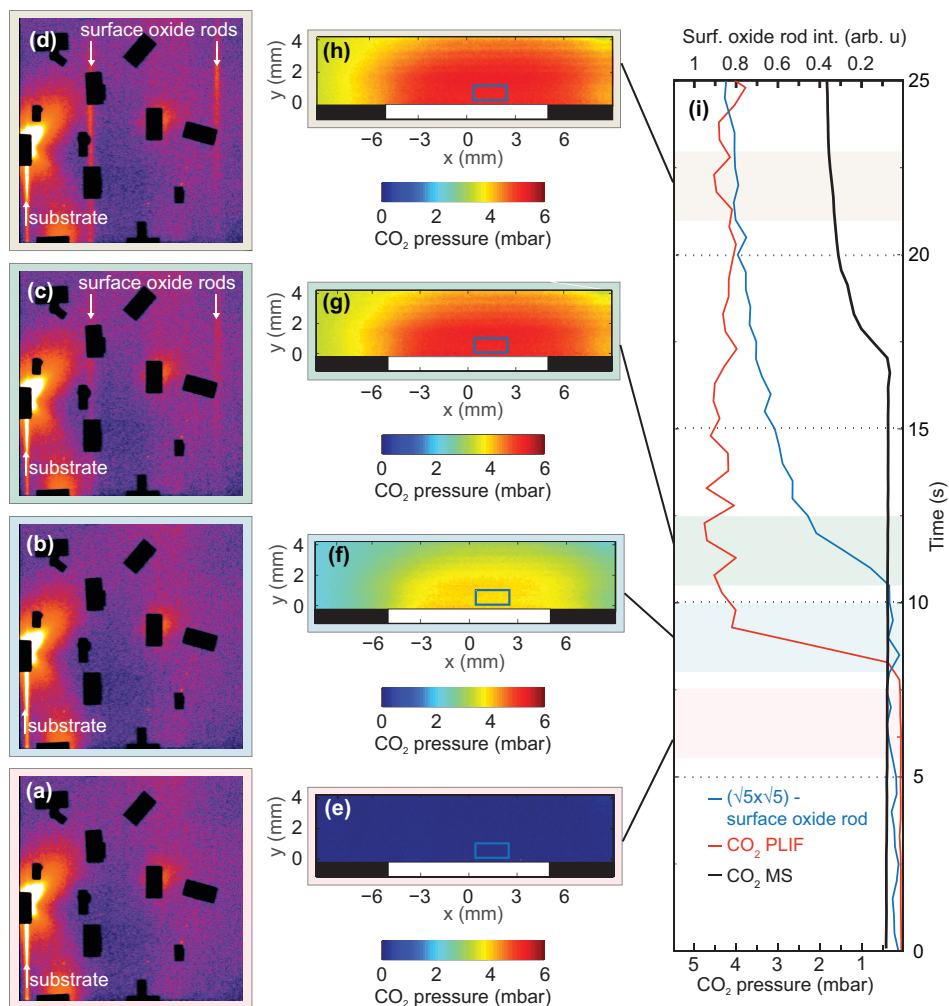 (d)
surface oxide rods
substrate
(c)
surface oxide rods
substrate
(b)
substrate
(a)
substrate
(h)
y (mm)
4
2
0
−6 −3 0 3 6
x (mm)
0 2 4 6
CO₂ pressure (mbar)
(g)
y (mm)
4
2
0
−6 −3 0 3 6
x (mm)
0 2 4 6
CO₂ pressure (mbar)
(f)
y (mm)
4
2
0
−6 −3 0 3 6
x (mm)
0 2 4 6
CO₂ pressure (mbar)
(e)
y (mm)
4
2
0
−6 −3 0 3 6
x (mm)
0 2 4 6
CO₂ pressure (mbar)
Surf. oxide rod int. (arb. u)
1 0.8 0.6 0.4 0.2
(i)
25
20
15
10
5
0
Time (s)
(√5x√5) -
surface oxide rod
CO₂ PLIF
CO₂ MS
5 4 3 2 1
CO₂ pressure (mbar)